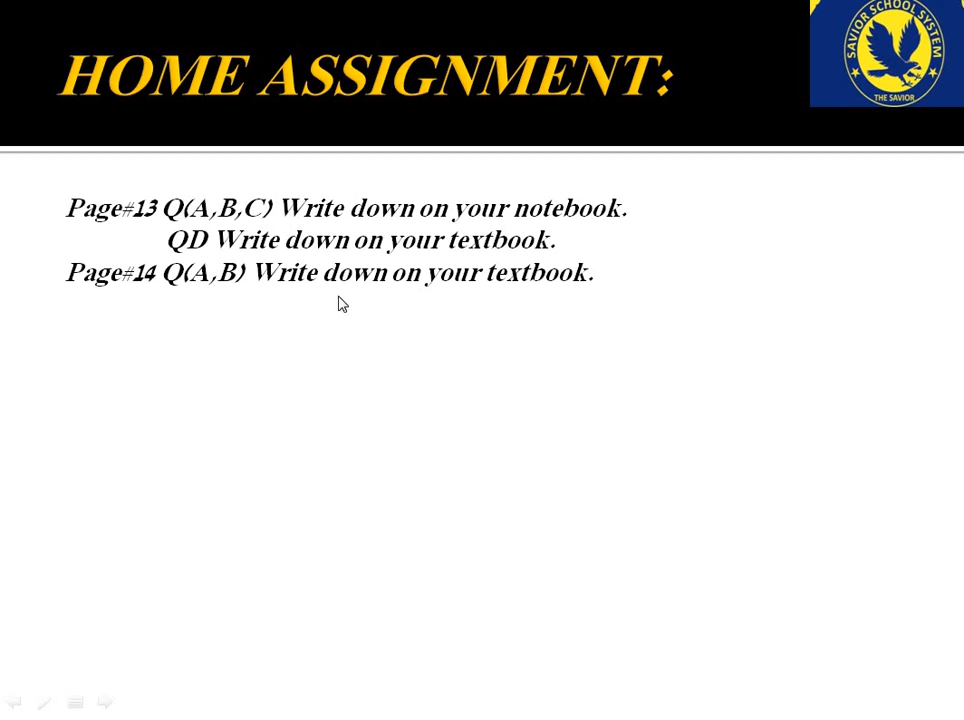 HOME ASSIGNMENT:
SAVIOR SCHOOL SYSTEM
THE SAVIOR
Page#13 Q(A,B,C) Write down on your notebook.
QD Write down on your textbook.
Page#14 Q(A,B) Write down on your textbook.